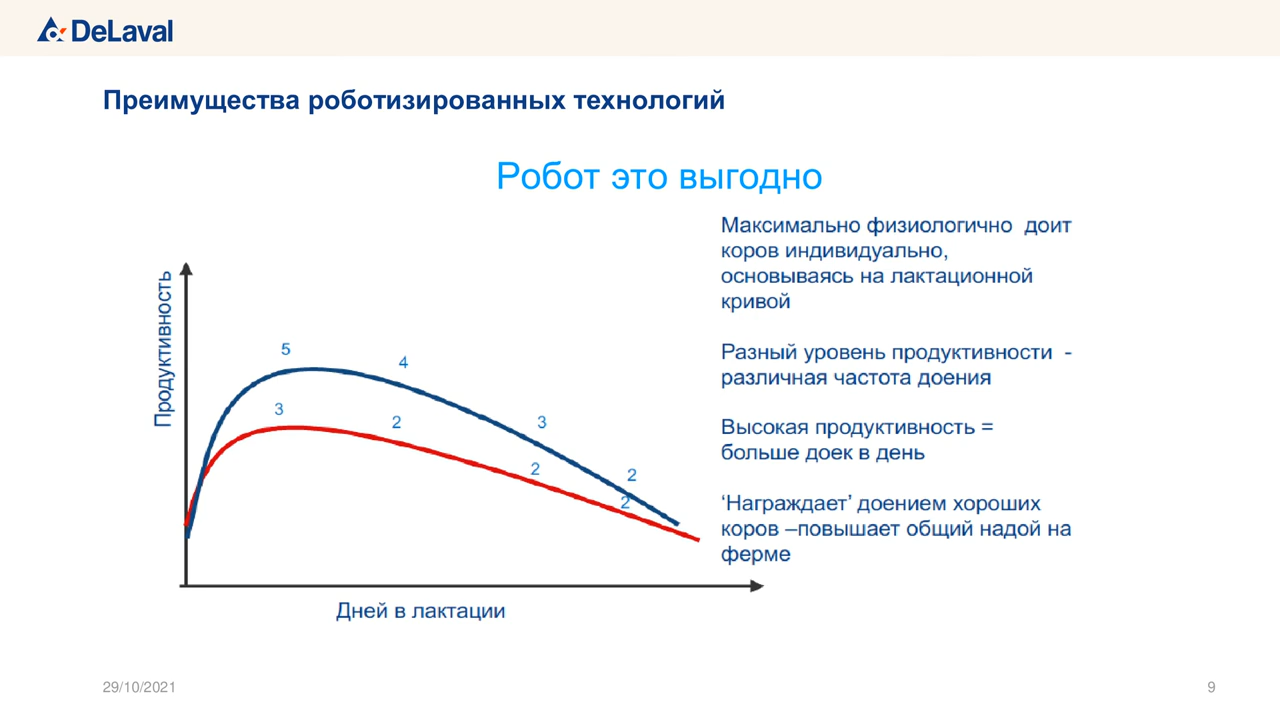 DeLaval
Преимущества роботизированных технологий
Робот это выгодно
Продуктивность
5
4
3
2
3
2
2
2
Дней в лактации
Максимально физиологично доит
коров индивидуально,
основываясь на лактационной
кривой
Разный уровень продуктивности -
различная частота доения
Высокая продуктивность =
больше доек в день
‘Награждает’ доением хороших
коров –повышает общий надой на
ферме
29/10/2021
9